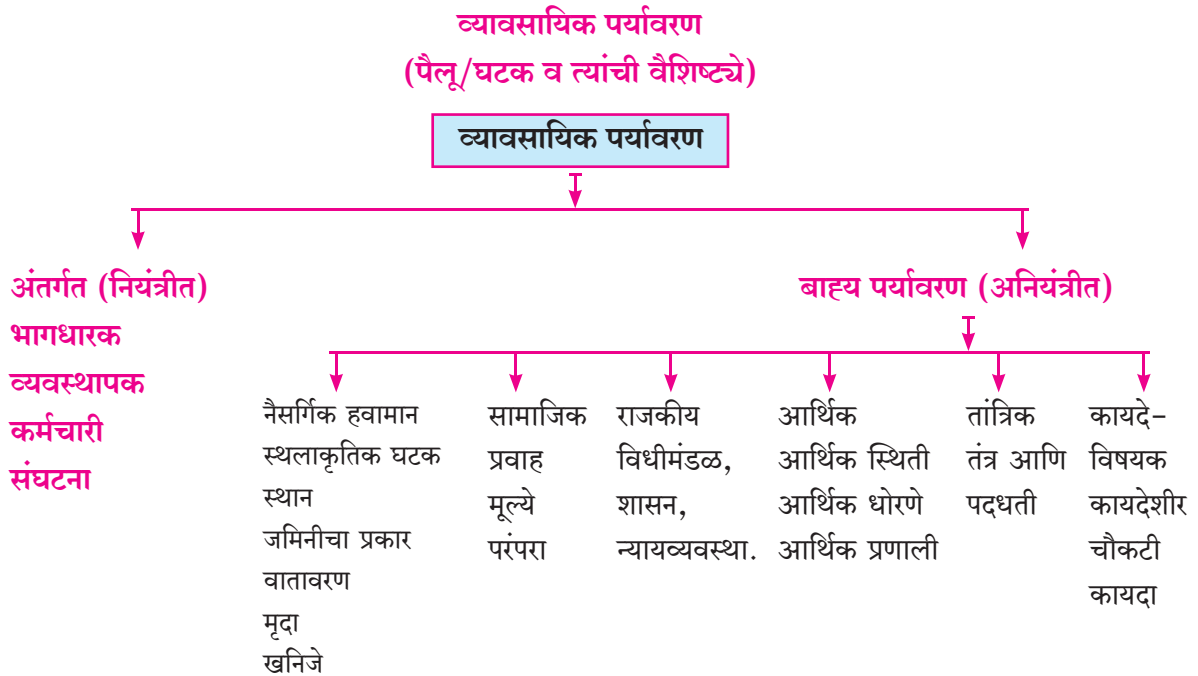 व्यावसायिक पर्यावरण
(पैलू/घटक व त्यांची वैशिष्ट्ये)
व्यावसायिक पर्यावरण
अंतर्गत (नियंत्रीत)
भागधारक
व्यवस्थापक
कर्मचारी
संघटना
बाह्य पर्यावरण (अनियंत्रीत)
नैसर्गिक हवामान
स्थलाकृतिक घटक
स्थान
जमिनीचा प्रकार
वातावरण
मृदा
खनिजे
सामाजिक
प्रवाह
मूल्ये
परंपरा
राजकीय
विधीमंडळ,
शासन,
न्यायव्यवस्था.
आर्थिक
आर्थिक स्थिती
आर्थिक धोरणे
आर्थिक प्रणाली
तांत्रिक
तंत्र आणि
पदधती
कायदे-
विषयक
कायदेशीर
चौकटी
कायदा